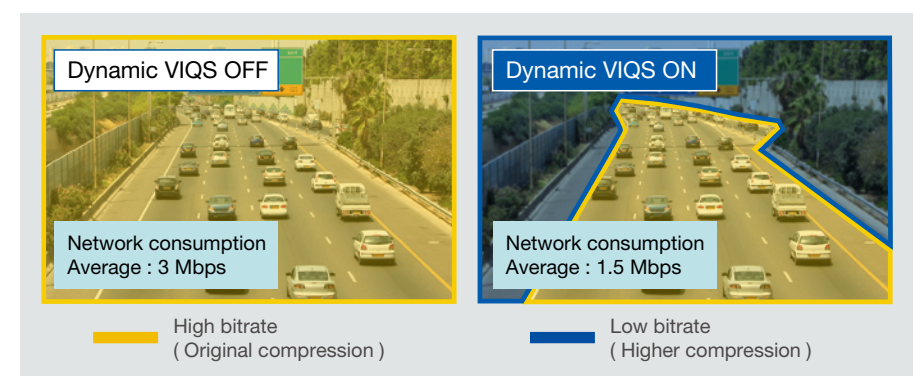 Dynamic VIQS OFF
Network consumption
Average : 3 Mbps
High bitrate
( Original compression )
Dynamic VIQS ON
Network consumption
Average : 1.5 Mbps
Low bitrate
( Higher compression )